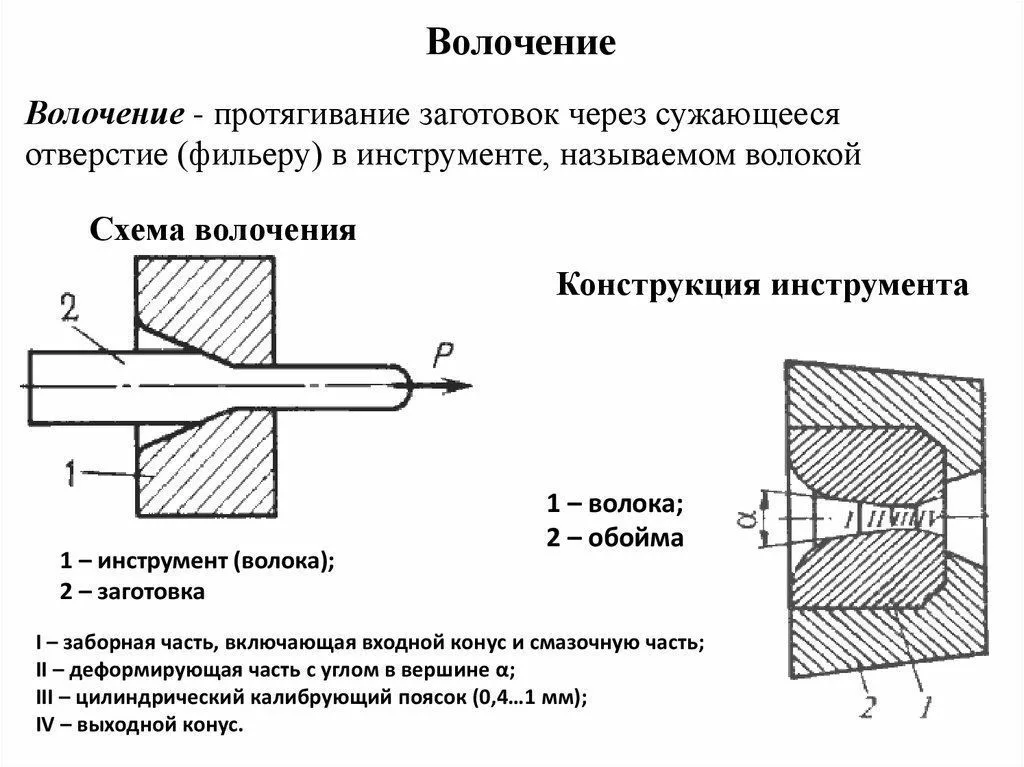 Волочение
Волочение - протягивание заготовок через сужающееся
отверстие (фильеру) в инструменте, называемом волокой
Схема волочения
2
P
1
1 – инструмент (волока);
2 – заготовка
Конструкция инструмента
1 – волока;
2 – обойма
α
I II III IV
2 1
I – заборная часть, включающая входной конус и смазочную часть;
II – деформирующая часть с углом в вершине α;
III – цилиндрический калибрующий поясок (0,4…1 мм);
IV – выходной конус.